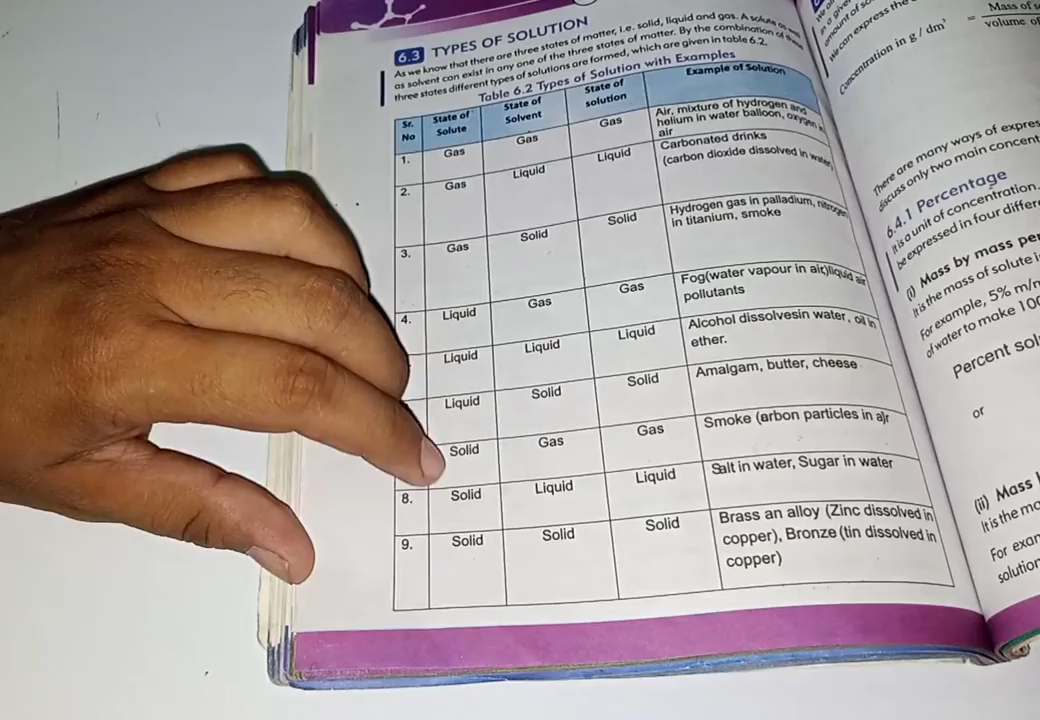 6.3 TYPES OF SOLUTION
As we know that there are three states of matter, i.e. solid, liquid and gas. A solute as well
as solvent can exist in any one of the three states of matter. By the combination of these
three states different types of solutions are formed, which are given in table 6.2.
Table 6.2 Types of Solution with Examples
Sr. No State of Solute State of Solvent State of solution Example of Solution
1. Gas Gas Gas Air, mixture of hydrogen and
helium in water balloon, oxygen in
air
2. Gas Liquid Liquid Carbonated drinks
(carbon dioxide dissolved in water)
3. Gas Solid Solid Hydrogen gas in palladium, nitrogen
in titanium, smoke
4. Liquid Gas Gas Fog(water vapour in air)liquid air
pollutants
Liquid Liquid Liquid Alcohol dissolvesin water, oil in
ether.
Liquid Solid Solid Amalgam, butter, cheese
Solid Gas Gas Smoke (arbon particles in air
8. Solid Liquid Liquid Salt in water, Sugar in water
9. Solid Solid Solid Brass an alloy (Zinc dissolved in
copper), Bronze (tin dissolved in
copper)
in a given
amount of
We can express the
Concentration in g / dm³ = Mass of
volume of
There are many ways of
discuss only two main
6.4.1 Percentage
It is a unit of concentration.
be expressed in four
(i) Mass by mass
It is the mass of solute
For example, 5% m/
of water to make
Percent
or
(ii) Mass
It is the
For